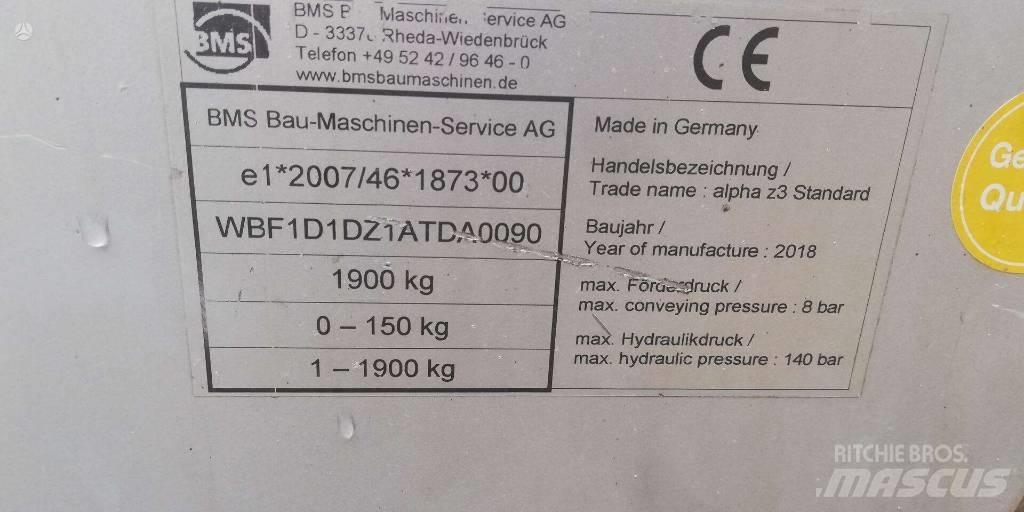 BMS
BMS Maschinen Service AG
D - 3337 Rheda-Wiedenbrück
Telefon +49 52 42 / 96 46 - 0
www.bmsbaumaschinen.de
CE
BMS Bau-Maschinen-Service AG
e1*2007/46*1873*00
WBF1D1DZ1ATDA0090
1900 kg
0 – 150 kg
1 – 1900 kg
Made in Germany
Handelsbezeichnung /
Trade name : alpha z3 Standard
Baujahr /
Year of manufacture : 2018
max. Förderdruck /
max. conveying pressure : 8 bar
max. Hydraulikdruck /
max. hydraulic pressure : 140 bar
RITCHIE BROS.
MASCUS